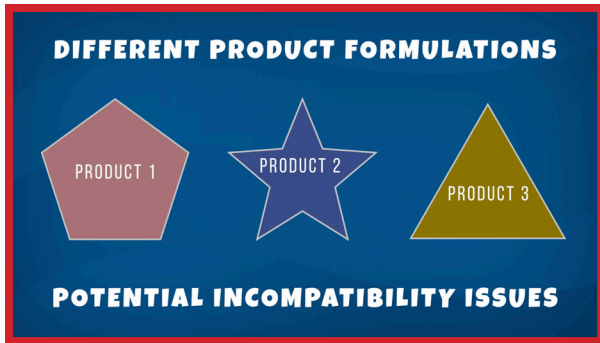 DIFFERENT PRODUCT FORMULATIONS
PRODUCT 1
PRODUCT 2
PRODUCT 3
POTENTIAL INCOMPATIBILITY ISSUES